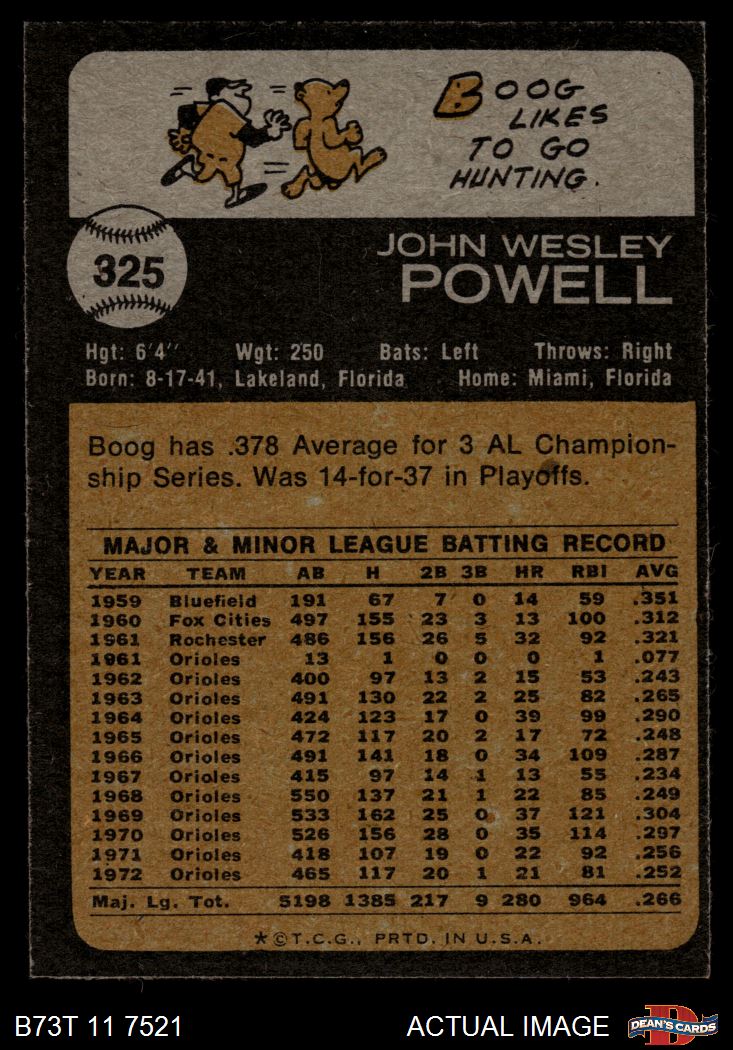 BOOG
LIKES
TO GO
HUNTING.
325
JOHN WESLEY
POWELL
Hgt: 6'4" Wgt: 250 Bats: Left Throws: Right
Born: 8-17-41, Lakeland, Florida Home: Miami, Florida
Boog has .378 Average for 3 AL Champion-
ship Series. Was 14-for-37 in Playoffs.
MAJOR & MINOR LEAGUE BATTING RECORD
YEAR TEAM AB H 2B 3B HR RBI AVG
1959 Bluefield 191 67 7 0 14 59 .351
1960 Fox Cities 497 155 23 3 13 100 .312
1961 Rochester 486 156 26 5 32 92 .321
1961 Orioles 13 1 0 0 0 1 .077
1962 Orioles 400 97 13 2 15 53 .243
1963 Orioles 491 130 22 2 25 82 .265
1964 Orioles 424 123 17 0 39 99 .290
1965 Orioles 472 117 20 2 17 72 .248
1966 Orioles 491 141 18 0 34 109 .287
1967 Orioles 415 97 14 1 13 55 .234
1968 Orioles 550 137 21 1 22 85 .249
1969 Orioles 533 162 25 0 37 121 .304
1970 Orioles 526 156 28 0 35 114 .297
1971 Orioles 418 107 19 0 22 92 .256
1972 Orioles 465 117 20 1 21 81 .252
Maj. Lg. Tot. 5198 1385 217 9 280 964 .266
*©T.C.G., PRTD. IN U.S.A.
B73T 11 7521 ACTUAL IMAGE D DEAN'S CARDS